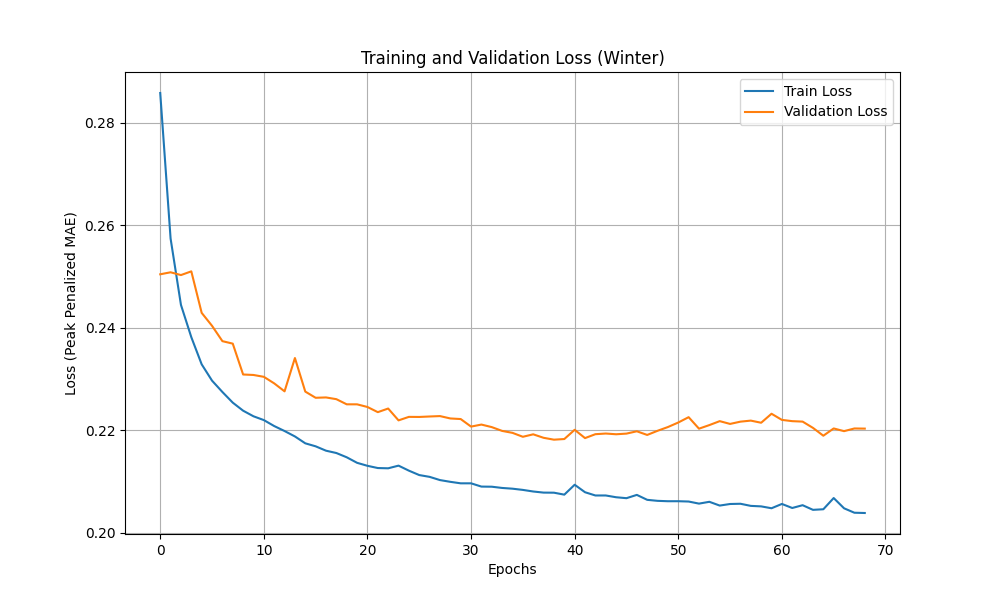 Training and Validation Loss (Winter)
Train Loss
Validation Loss
Loss (Peak Penalized MAE)
0.28
0.26
0.24
0.22
0.20
0 10 20 30 40 50 60 70
Epochs